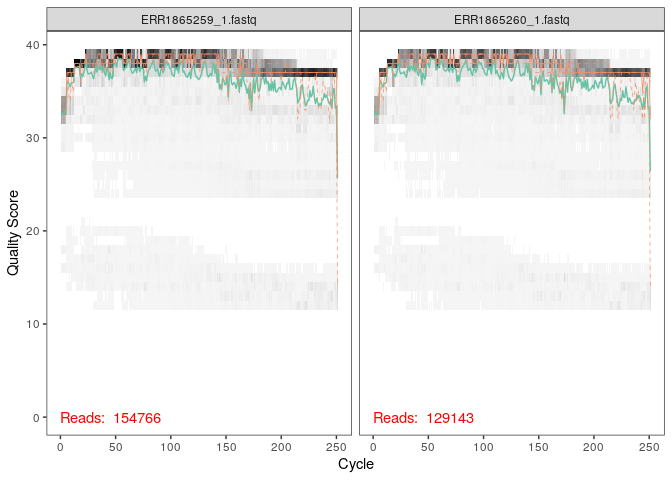 ERR1865259_1.fastq ERR1865260_1.fastq
40
30
20
10
0
Quality Score
Reads: 154766 Reads: 129143
0 50 100 150 200 250 0 50 100 150 200 250
Cycle